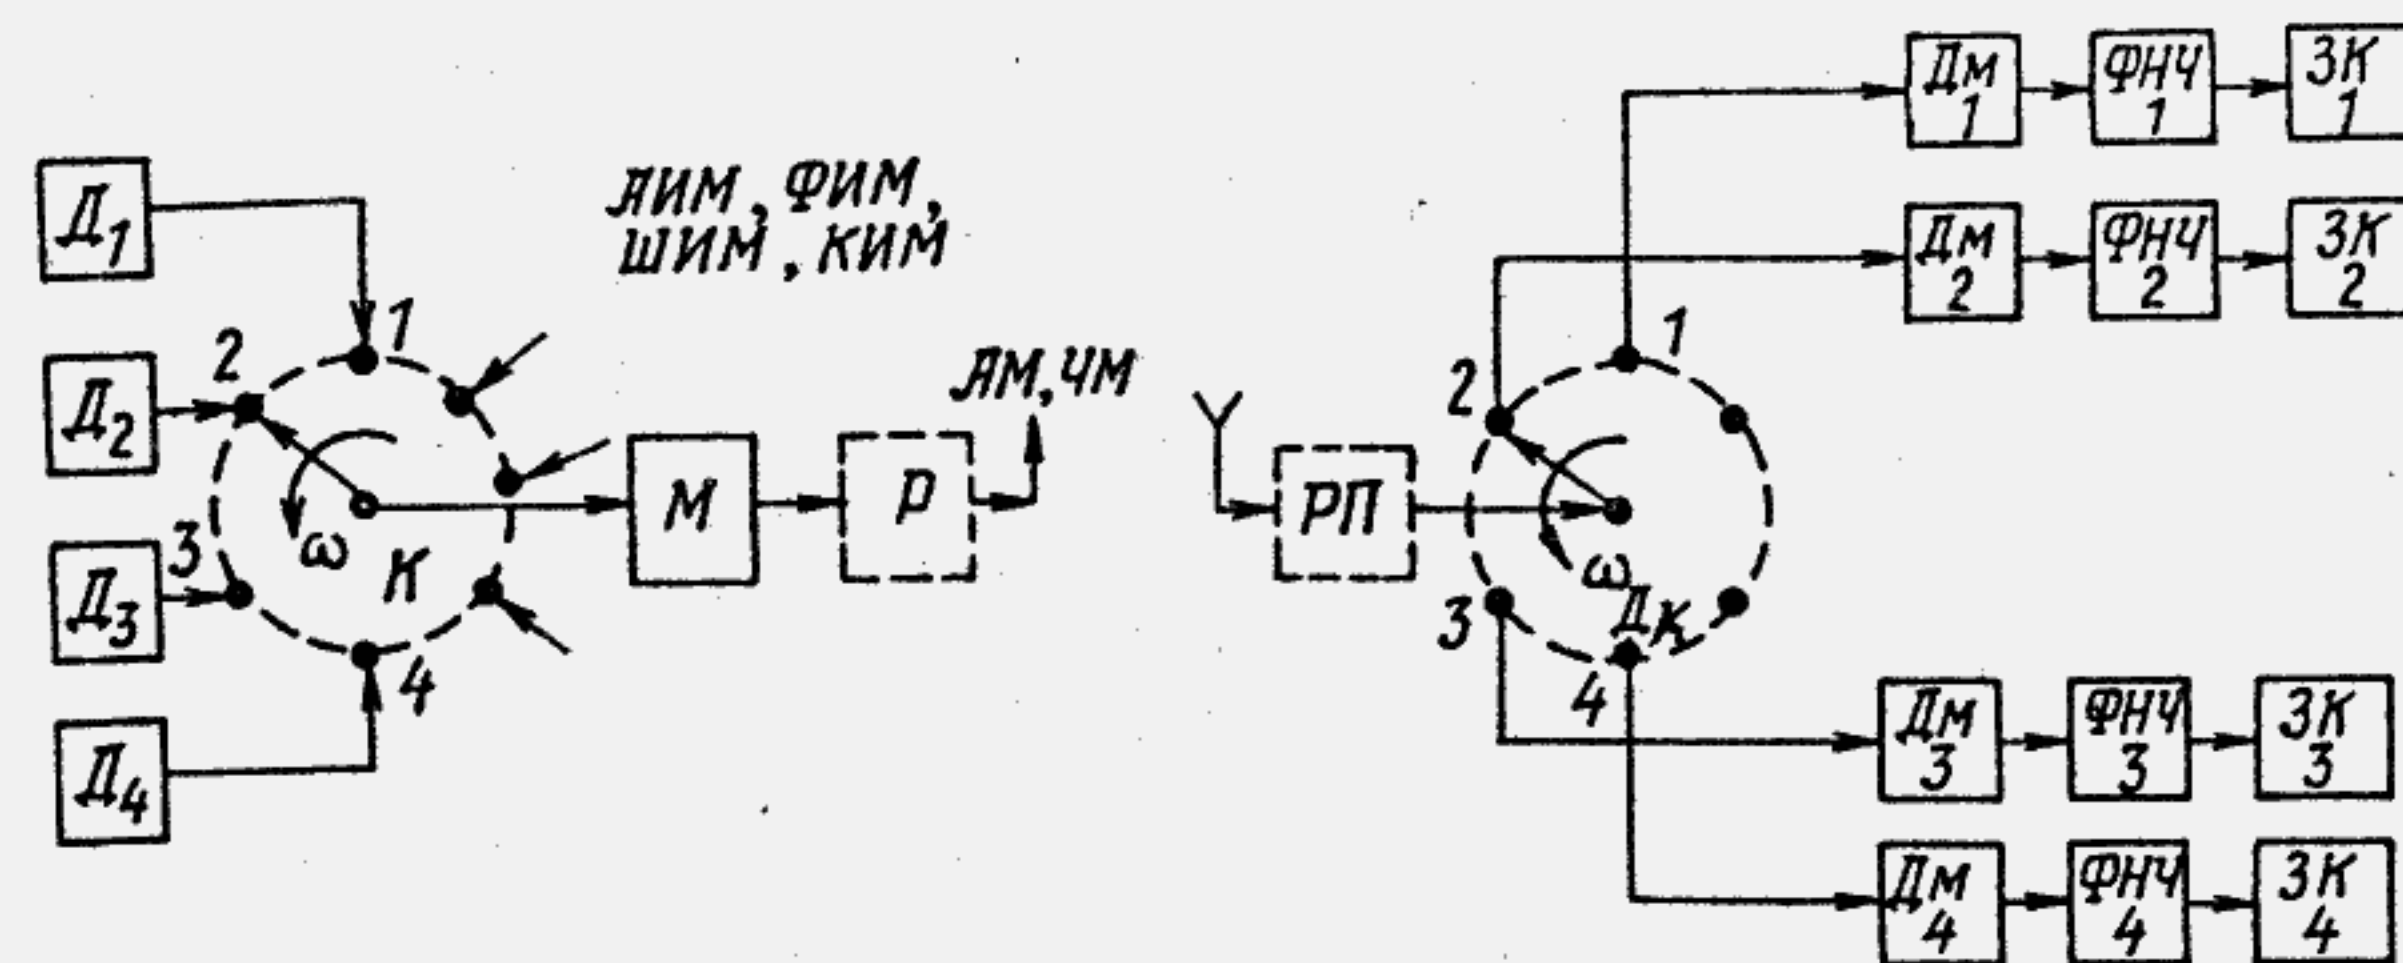 Д1
Д2
Д3
Д4
АИМ, ФИМ,
ШИМ, КИМ
1
2
3
4
ω
К
М
Р
АМ, ЧМ
РП
1
2
3
4
ω
ДК
Дм
1
ФНЧ
1
ЗК
1
Дм
2
ФНЧ
2
ЗК
2
Дм
3
ФНЧ
3
ЗК
3
Дм
4
ФНЧ
4
ЗК
4